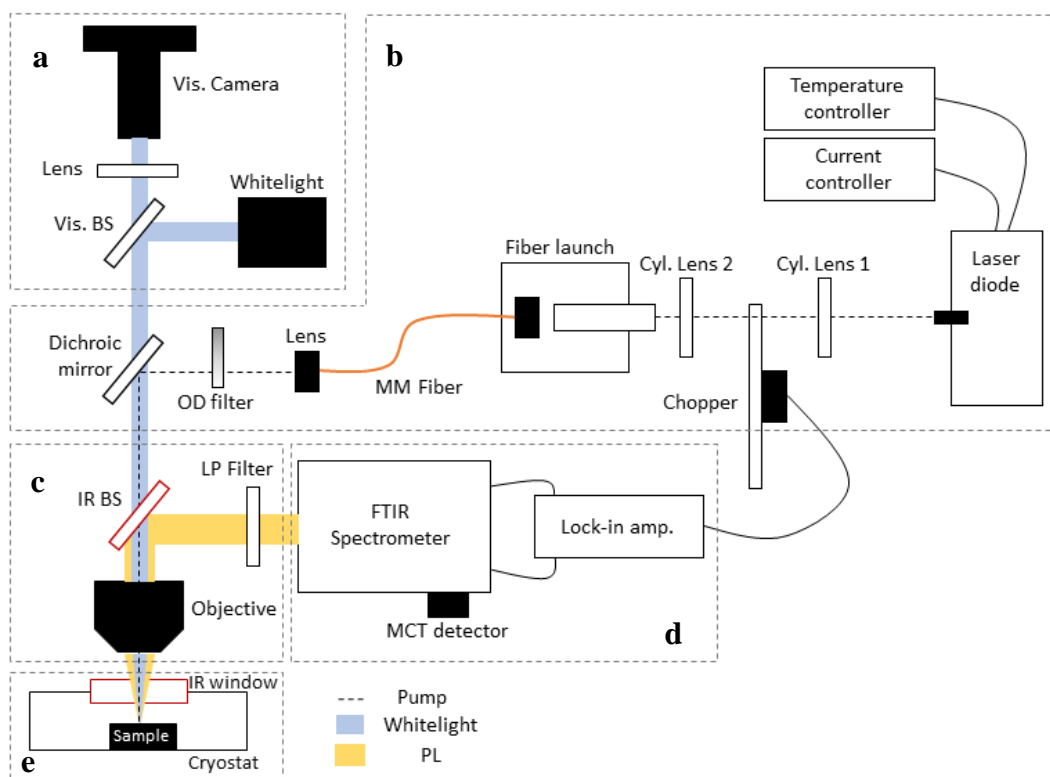 a
Vis. Camera
Lens
Vis. BS
Whitelight
b
Temperature
controller
Current
controller
Laser
diode
Fiber launch
Cyl. Lens 2
Cyl. Lens 1
Dichroic
mirror
OD filter
Lens
MM Fiber
Chopper
c
IR BS
LP Filter
Objective
FTIR
Spectrometer
Lock-in amp.
MCT detector
d
IR window
Sample
Cryostat
e
Pump
Whitelight
PL